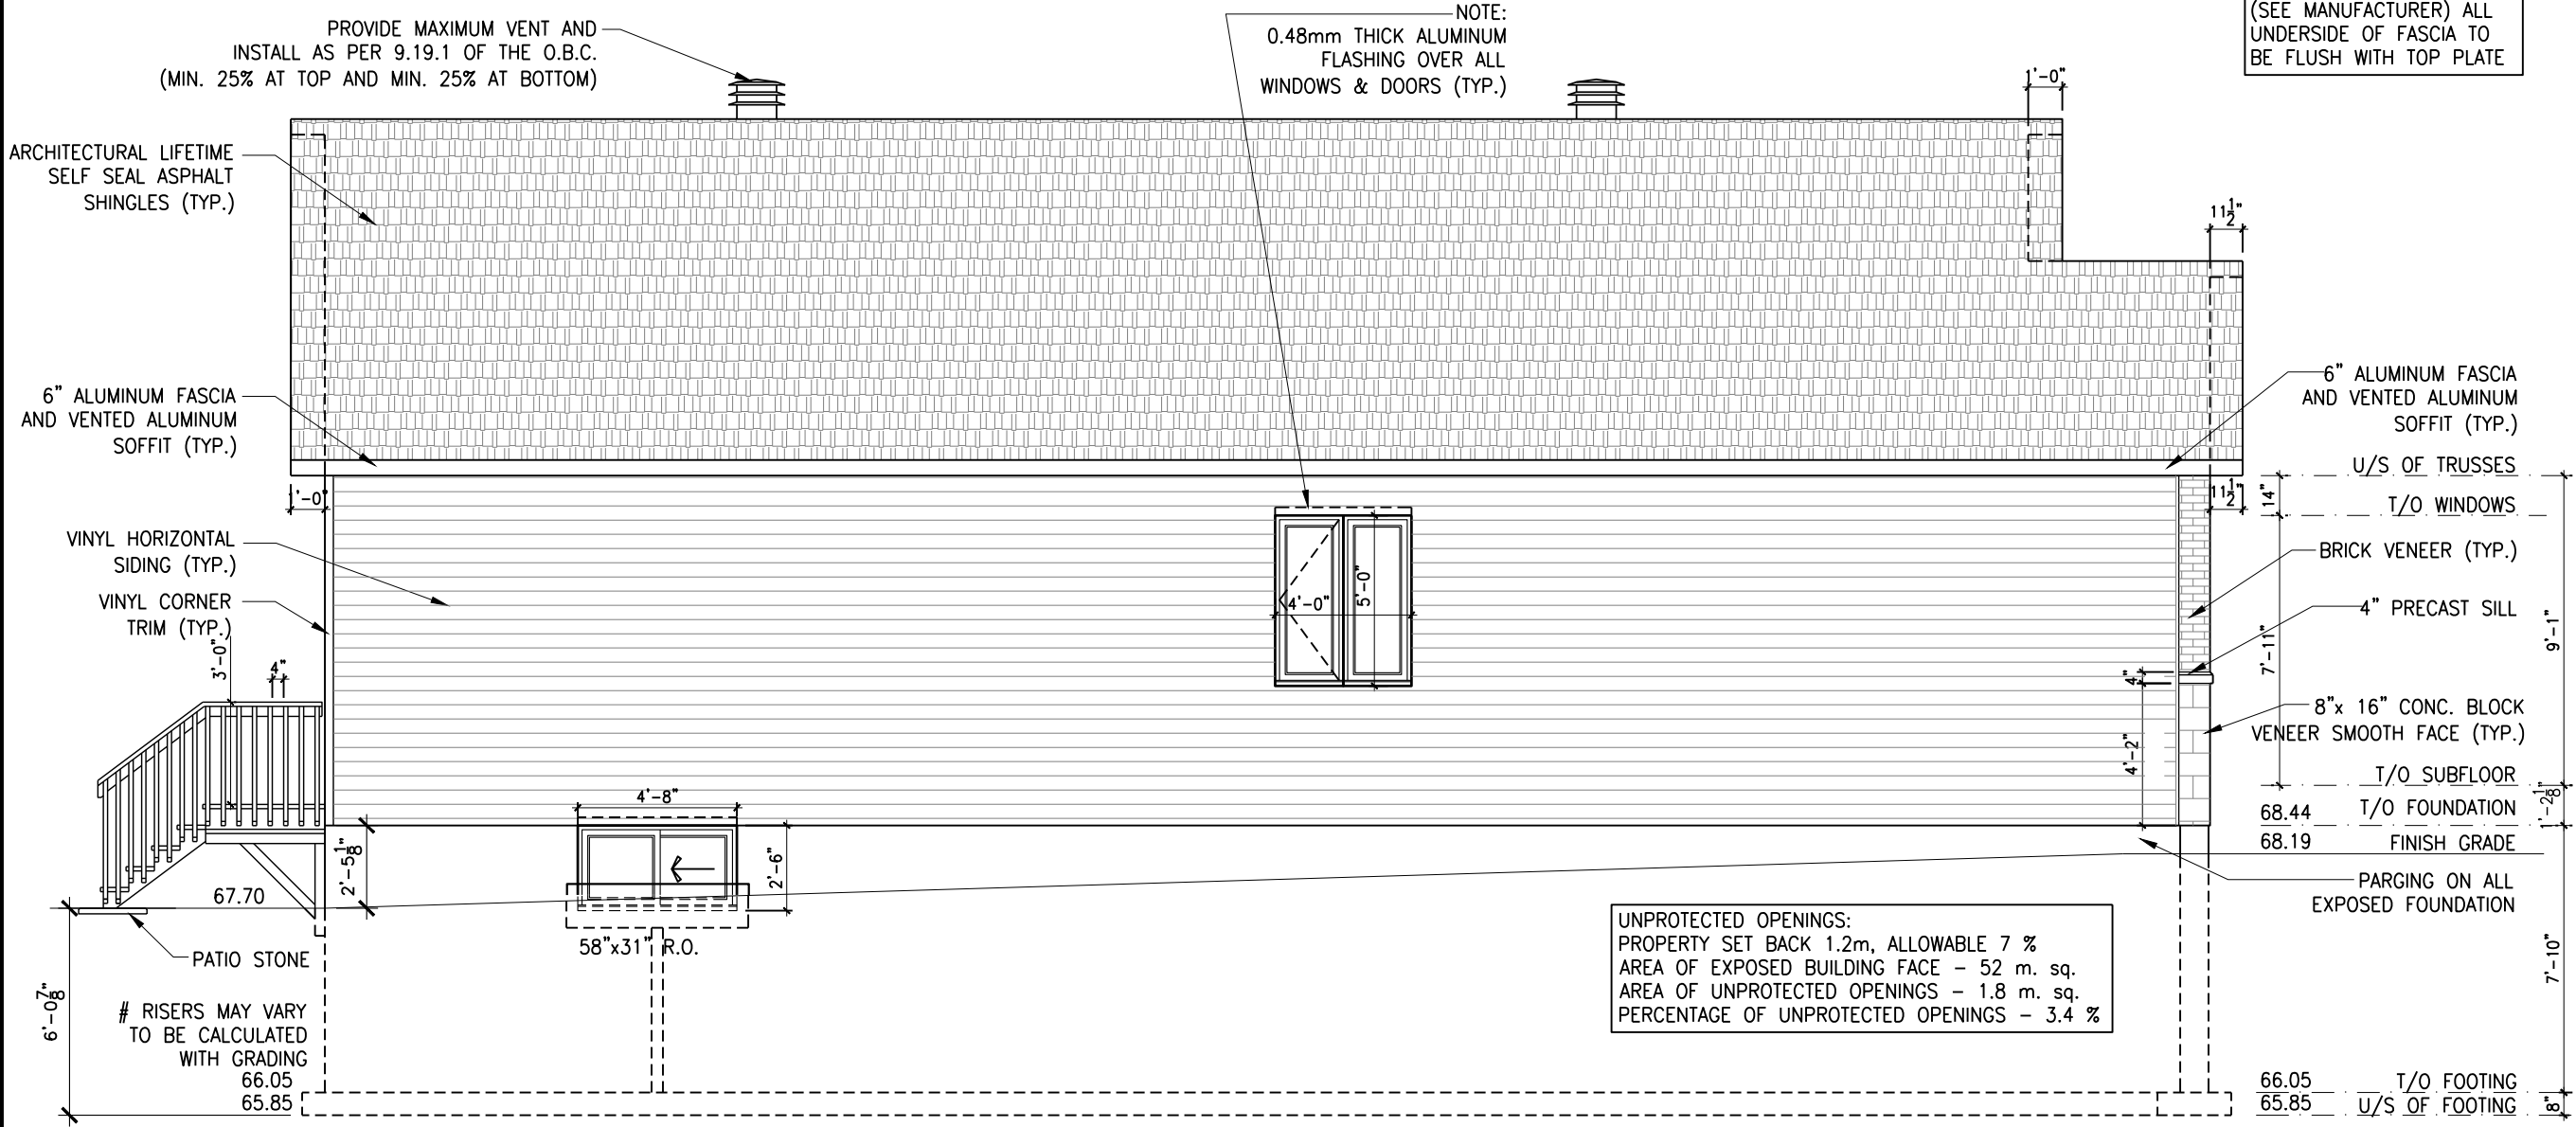 PROVIDE MAXIMUM VENT AND
INSTALL AS PER 9.19.1 OF THE O.B.C.
(MIN. 25% AT TOP AND MIN. 25% AT BOTTOM)
NOTE:
0.48mm THICK ALUMINUM
FLASHING OVER ALL
WINDOWS & DOORS (TYP.)
(SEE MANUFACTURER) ALL
UNDERSIDE OF FASCIA TO
BE FLUSH WITH TOP PLATE
1'-0"
ARCHITECTURAL LIFETIME
SELF SEAL ASPHALT
SHINGLES (TYP.)
11 1/2"
6" ALUMINUM FASCIA
AND VENTED ALUMINUM
SOFFIT (TYP.)
6" ALUMINUM FASCIA
AND VENTED ALUMINUM
SOFFIT (TYP.)
U/S OF TRUSSES
1'-0"
11 1/2"
14"
T/O WINDOWS
VINYL HORIZONTAL
SIDING (TYP.)
BRICK VENEER (TYP.)
VINYL CORNER
TRIM (TYP.)
4'-0"
5'-0"
4" PRECAST SILL
7'-11"
9'-1"
3'-0"
4"
4"
8"x 16" CONC. BLOCK
VENEER SMOOTH FACE (TYP.)
4'-2"
T/O SUBFLOOR
4'-8"
68.44 T/O FOUNDATION
1'-2 1/8"
68.19 FINISH GRADE
2'-5 1/8"
2'-6"
67.70
PARGING ON ALL
EXPOSED FOUNDATION
58"x31" R.O.
PATIO STONE
UNPROTECTED OPENINGS:
PROPERTY SET BACK 1.2m, ALLOWABLE 7 %
AREA OF EXPOSED BUILDING FACE - 52 m. sq.
AREA OF UNPROTECTED OPENINGS - 1.8 m. sq.
PERCENTAGE OF UNPROTECTED OPENINGS - 3.4 %
7'-10"
6'-0 7/8"
# RISERS MAY VARY
TO BE CALCULATED
WITH GRADING
66.05
65.85
66.05 T/O FOOTING
65.85 U/S OF FOOTING
8"